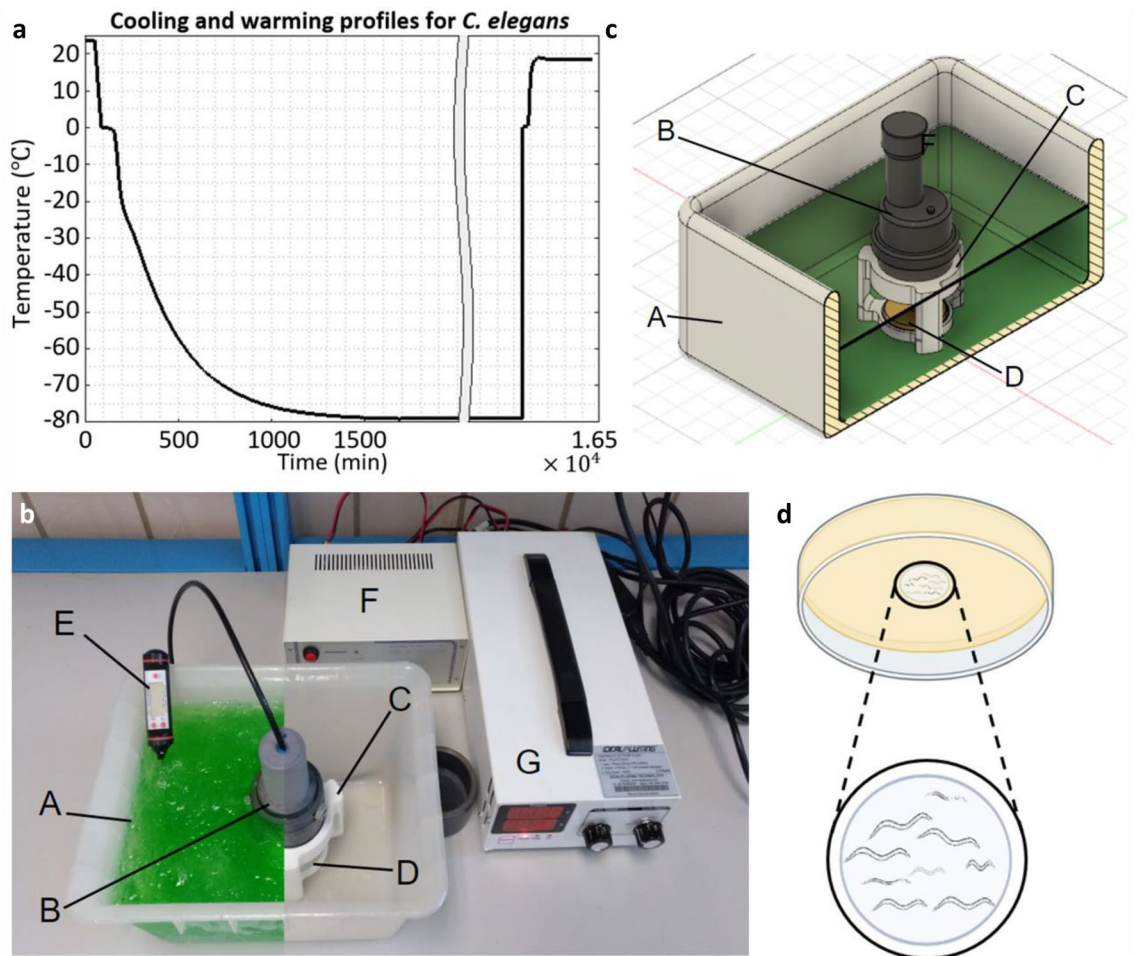 a
Cooling and warming profiles for C. elegans
Temperature (°C)
20
10
0
-10
-20
-30
-40
-50
-60
-70
-80
0
500
1000
1500
1.65
Time (min)
× 10⁴
c
B
C
A
D
b
E
F
C
G
A
D
B
d